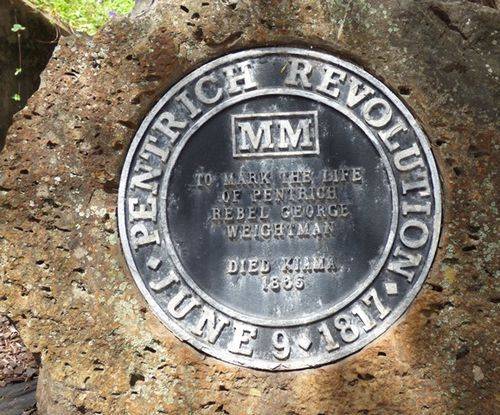 PENTRICH REVOLUTION
MM
TO MARK THE LIFE
OF PENTRICH
REBEL GEORGE
WEIGHTMAN
DIED KIAMA
1865
JUNE 9 • 1817